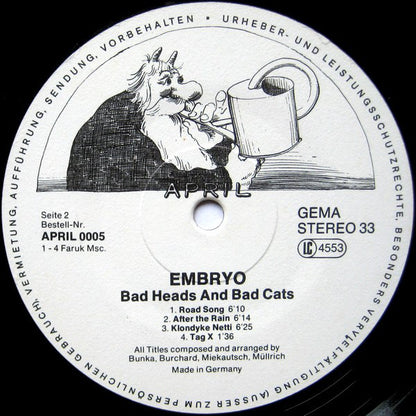 URHEBER- UND LEISTUNGSSCHUTZRECHTE, BESONDERS VERVIELFÄLTIGUNG (AUSSER ZUM PERSÖNLICHEN GEBRAUCH), VERMIETUNG, AUFFÜHRUNG, SENDUNG, VORBEHALTEN •
APRIL
Seite 2
Bestell-Nr.
APRIL 0005
1 - 4 Faruk Msc.
GEMA
STEREO 33
LC 4553
EMBRYO
Bad Heads And Bad Cats
1. Road Song 6'10
2. After the Rain 6'14
3. Klondyke Netti 6'25
4. Tag X 1'36
All Titles composed and arranged by
Bunka, Burchard, Miekautsch, Müllrich
Made in Germany